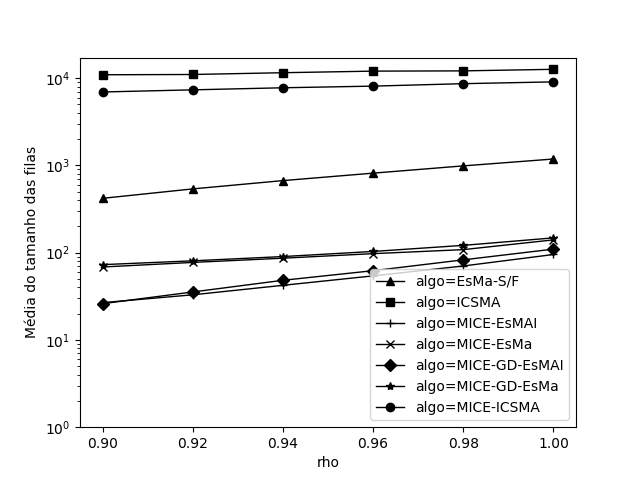 Média do tamanho das filas
10⁴
10³
10²
10¹
10⁰
algo=EsMa-S/F
algo=ICSMA
algo=MICE-EsMAI
algo=MICE-EsMa
algo=MICE-GD-EsMAI
algo=MICE-GD-EsMa
algo=MICE-ICSMA
0.90 0.92 0.94 0.96 0.98 1.00
rho